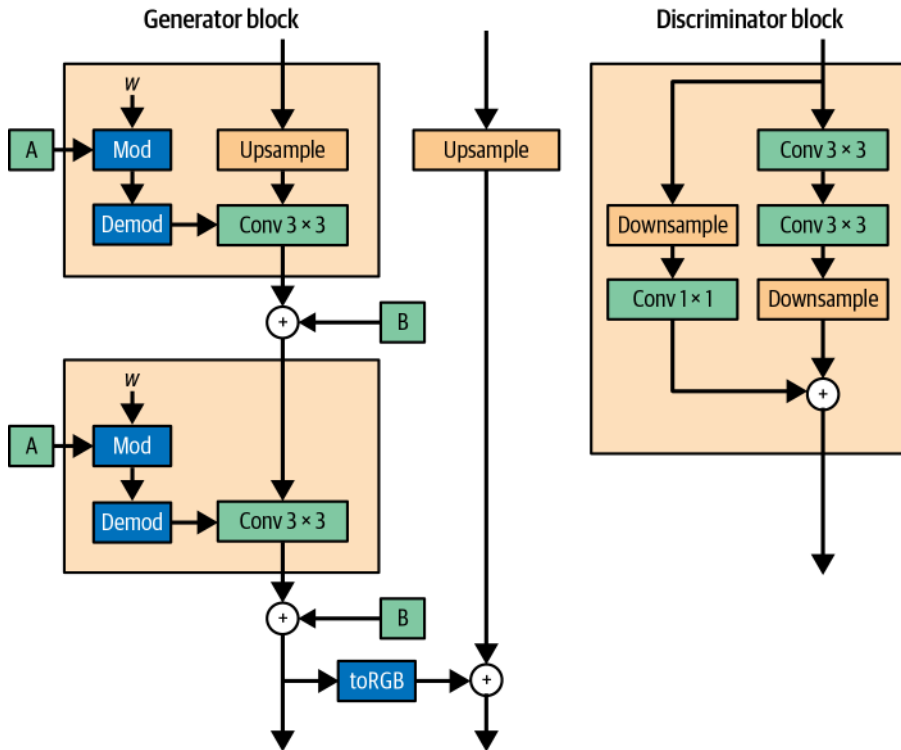 Generator block
Discriminator block
w
A
Mod
Upsample
Demod
Conv 3 × 3
B
w
A
Mod
Demod
Conv 3 × 3
B
toRGB
Upsample
Conv 3 × 3
Downsample
Conv 3 × 3
Conv 1 × 1
Downsample
+
+
+
+